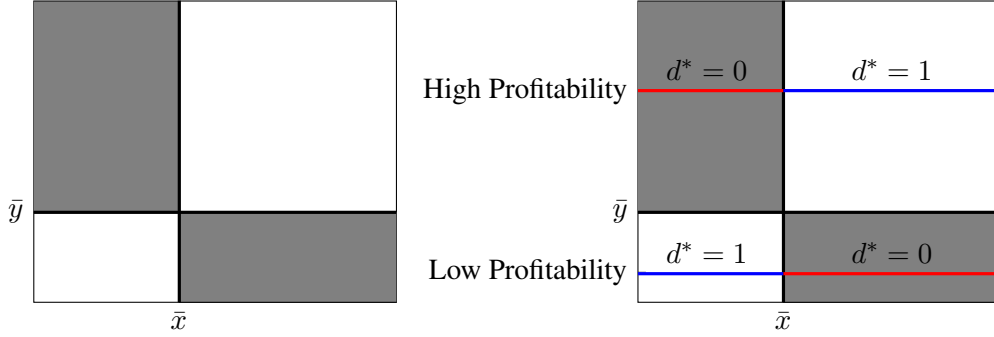 ȳ
x̄
High Profitability
d* = 0
d* = 1
ȳ
Low Profitability
d* = 1
d* = 0
x̄